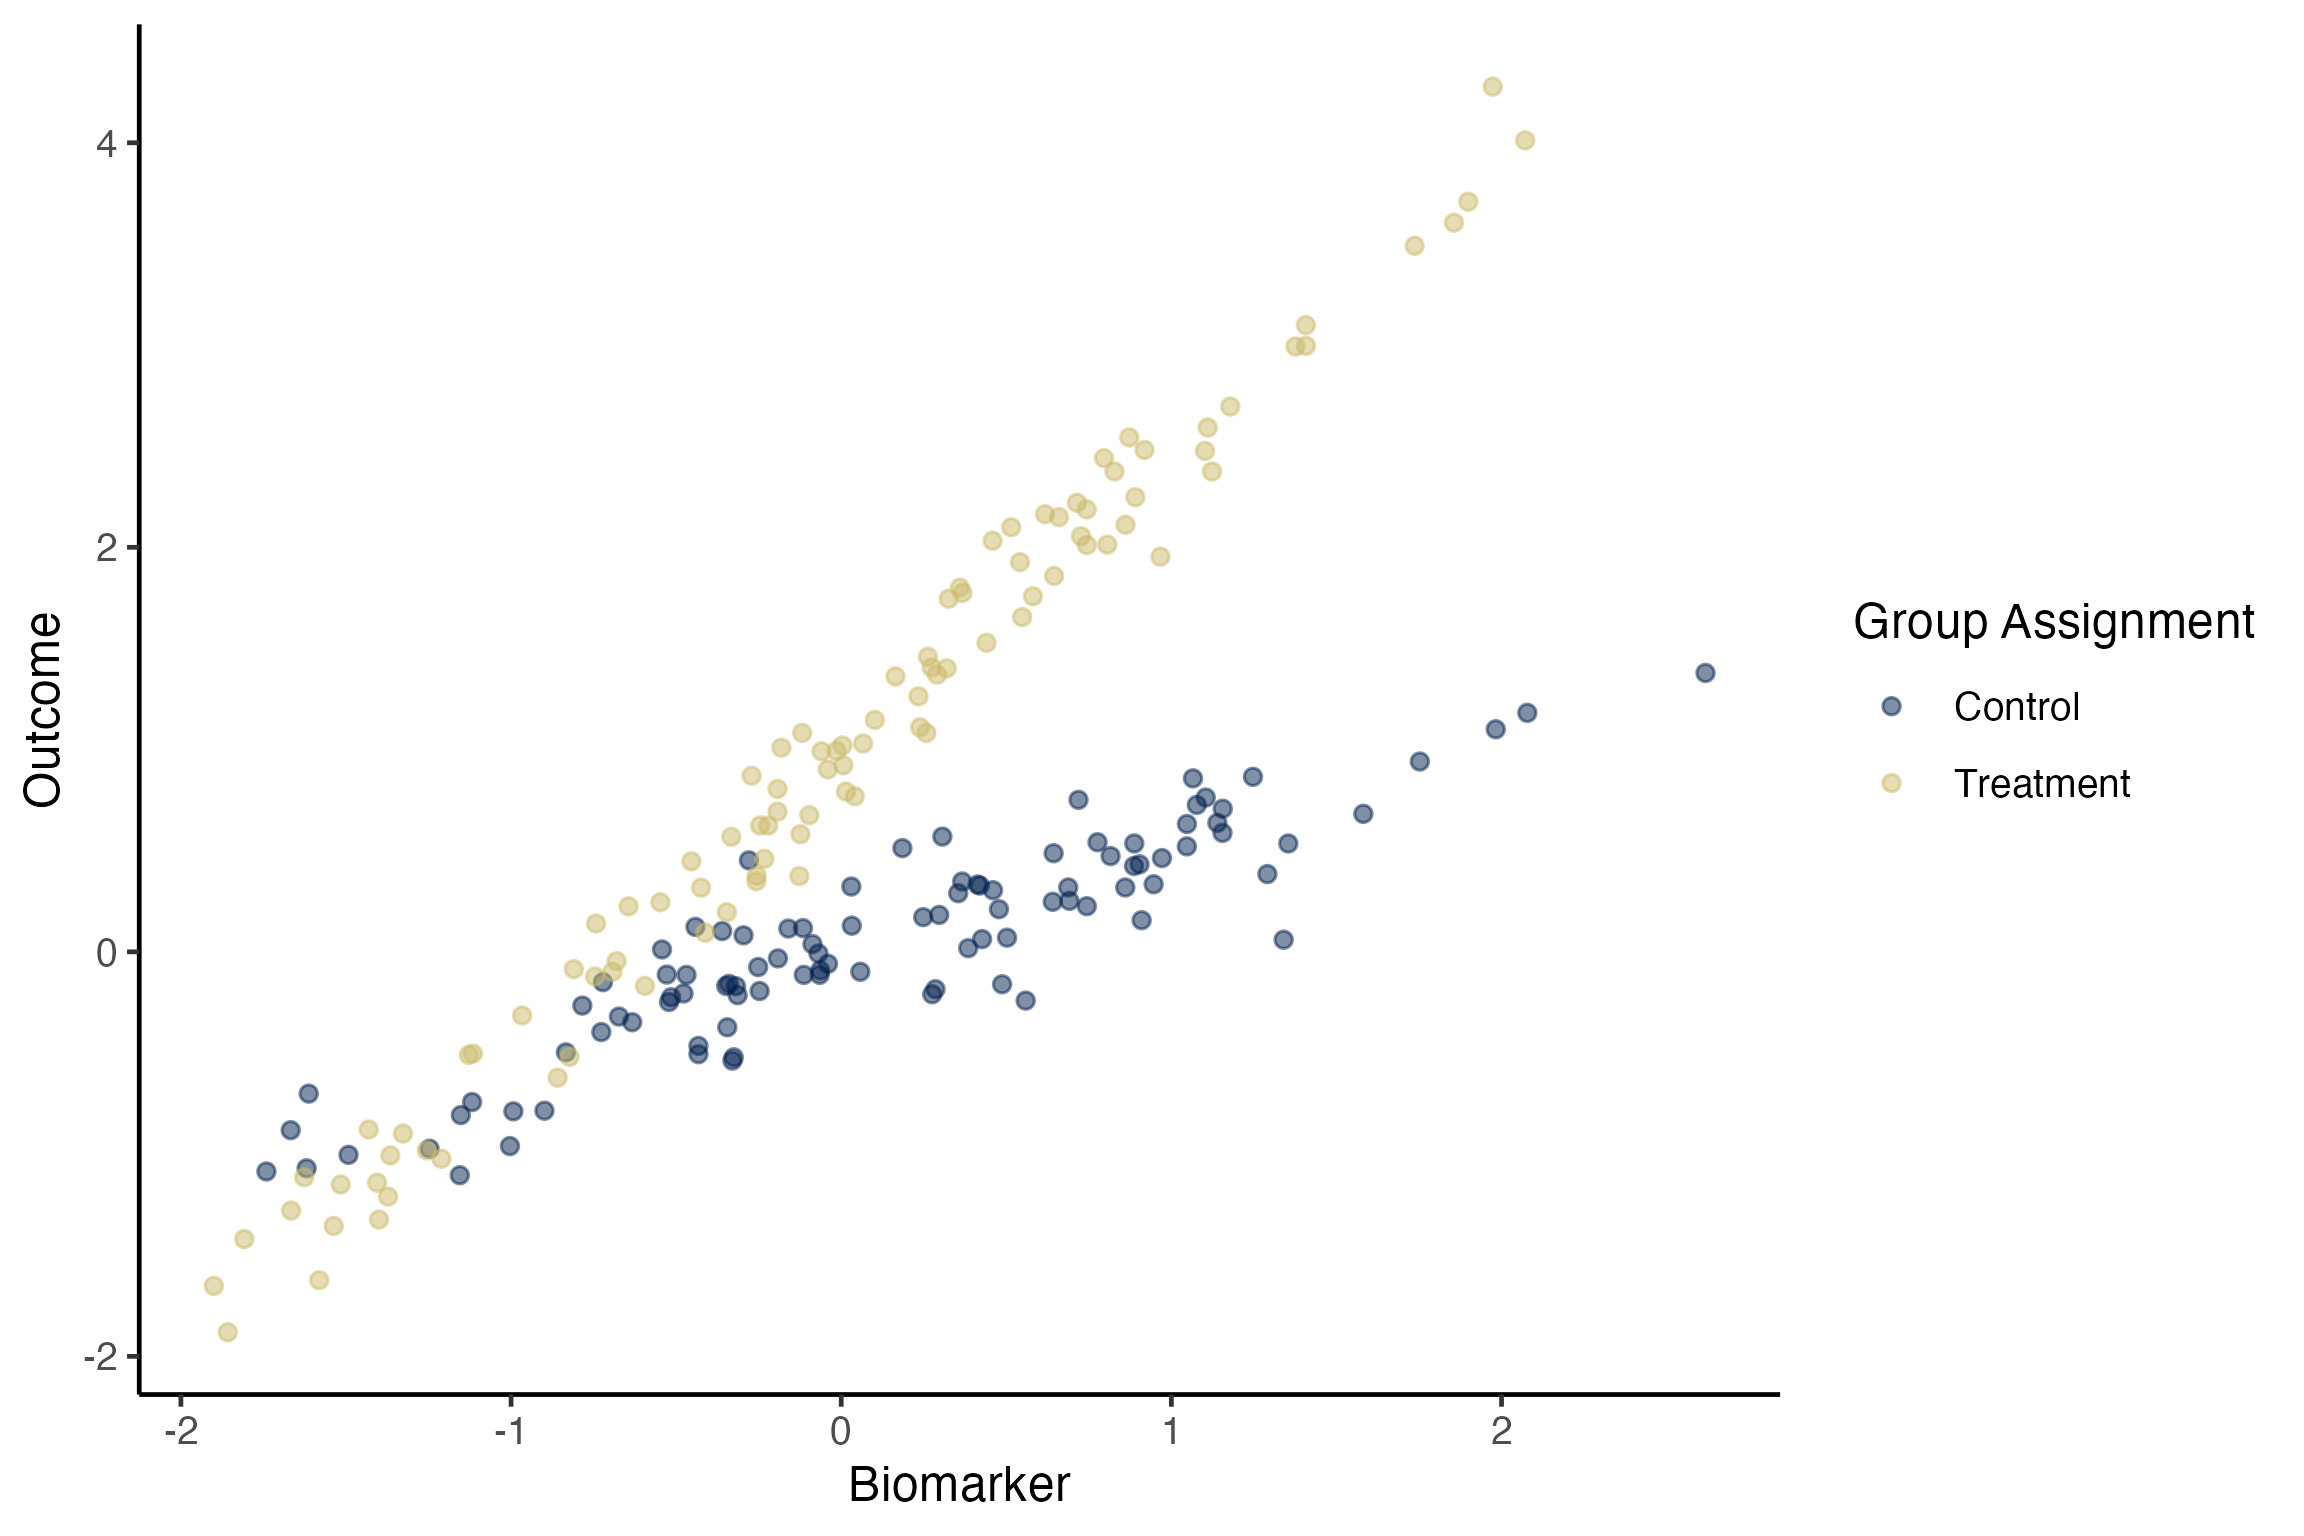 4
2
0
-2
-2
-1
0
1
2
Outcome
Biomarker
Group Assignment
Control
Treatment